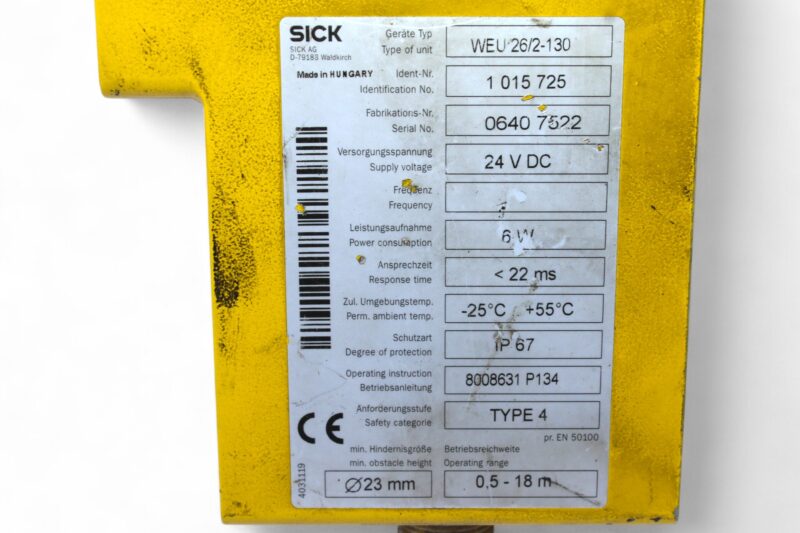 SICK
SICK AG
D-79183 Waldkirch
Made in HUNGARY
Geräte Typ
Type of unit
WEU 26/2-130
Ident-Nr.
Identification No.
1 015 725
Fabrikations-Nr.
Serial No.
0640 7522
Versorgungsspannung
Supply voltage
24 V DC
Frequenz
Frequency
Leistungsaufnahme
Power consumption
6 W
Ansprechzeit
Response time
< 22 ms
Zul. Umgebungstemp.
Perm. ambient temp.
-25°C +55°C
Schutzart
Degree of protection
IP 67
Operating instruction
Betriebsanleitung
8008631 P134
Anforderungsstufe
Safety categorie
TYPE 4
pr. EN 50100
CE
4031119
min. Hindernisgröße
min. obstacle height
Ø23 mm
Betriebsreichweite
Operating range
0,5 - 18 m